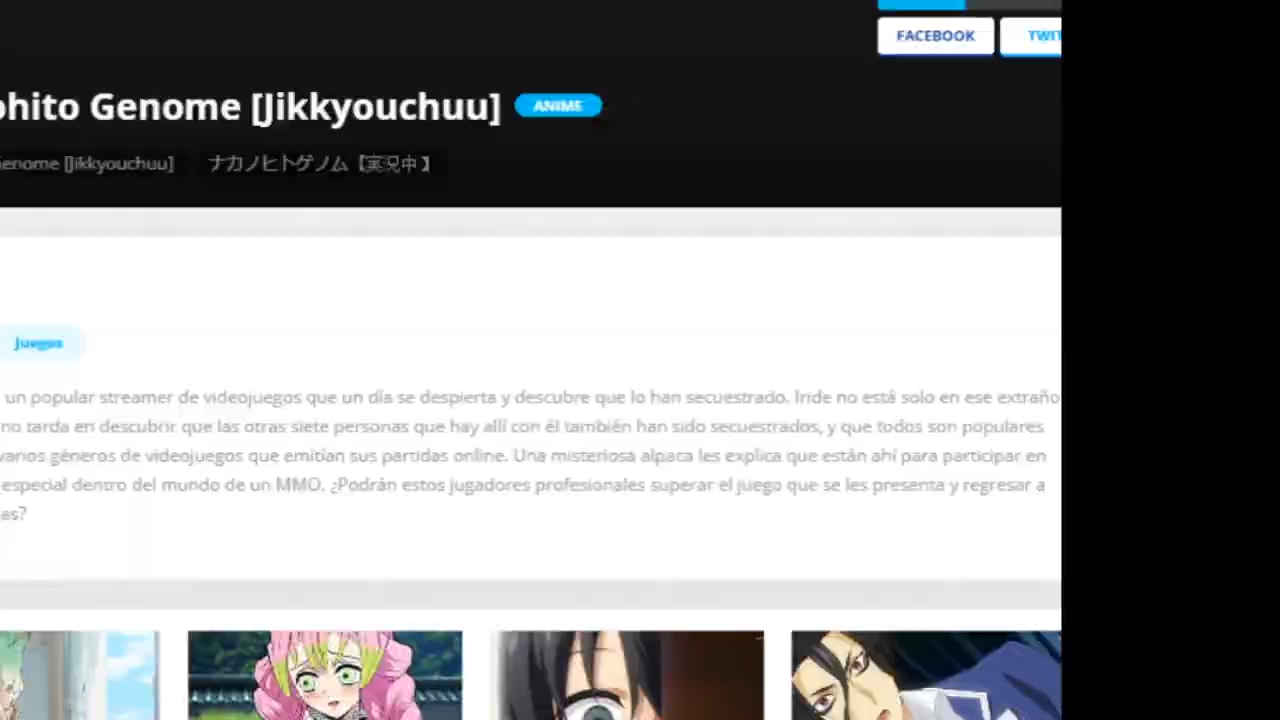 FACEBOOK TWIT
ohito Genome [Jikkyouchuu] ANIME
Genome [Jikkyouchuu] ナカノヒトゲノム【実況中】
Juegos
un popular streamer de videojuegos que un día se despierta y descubre que lo han secuestrado. Iride no está solo en ese extraño
no tarda en descubrir que las otras siete personas que hay allí con él también han sido secuestrados, y que todos son populares
varios géneros de videojuegos que emitían sus partidas online. Una misteriosa alpaca les explica que están ahí para participar en
especial dentro del mundo de un MMO. ¿Podrán estos jugadores profesionales superar el juego que se les presenta y regresar a
as?